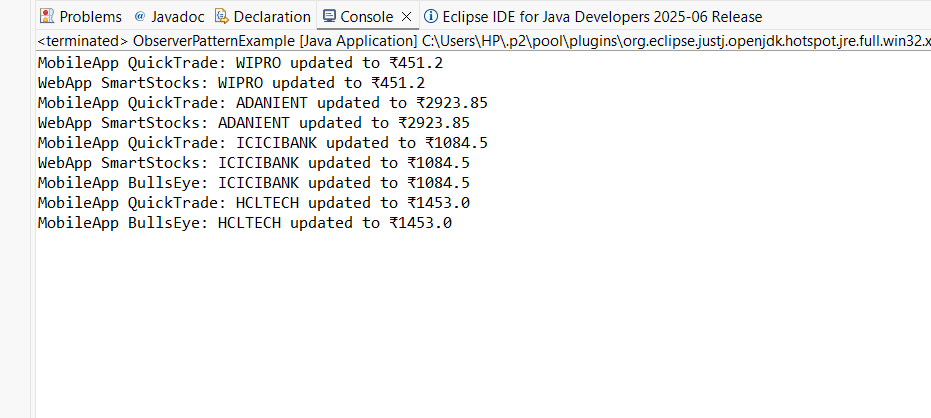 Problems @ Javadoc Declaration Console Eclipse IDE for Java Developers 2025-06 Release
<terminated> ObserverPatternExample [Java Application] C:\Users\HP\.p2\pool\plugins\org.eclipse.justj.openjdk.hotspot.jre.full.win32.x
MobileApp QuickTrade: WIPRO updated to ₹451.2
WebApp SmartStocks: WIPRO updated to ₹451.2
MobileApp QuickTrade: ADANIENT updated to ₹2923.85
WebApp SmartStocks: ADANIENT updated to ₹2923.85
MobileApp QuickTrade: ICICIBANK updated to ₹1084.5
WebApp SmartStocks: ICICIBANK updated to ₹1084.5
MobileApp BullsEye: ICICIBANK updated to ₹1084.5
MobileApp QuickTrade: HCLTECH updated to ₹1453.0
MobileApp BullsEye: HCLTECH updated to ₹1453.0